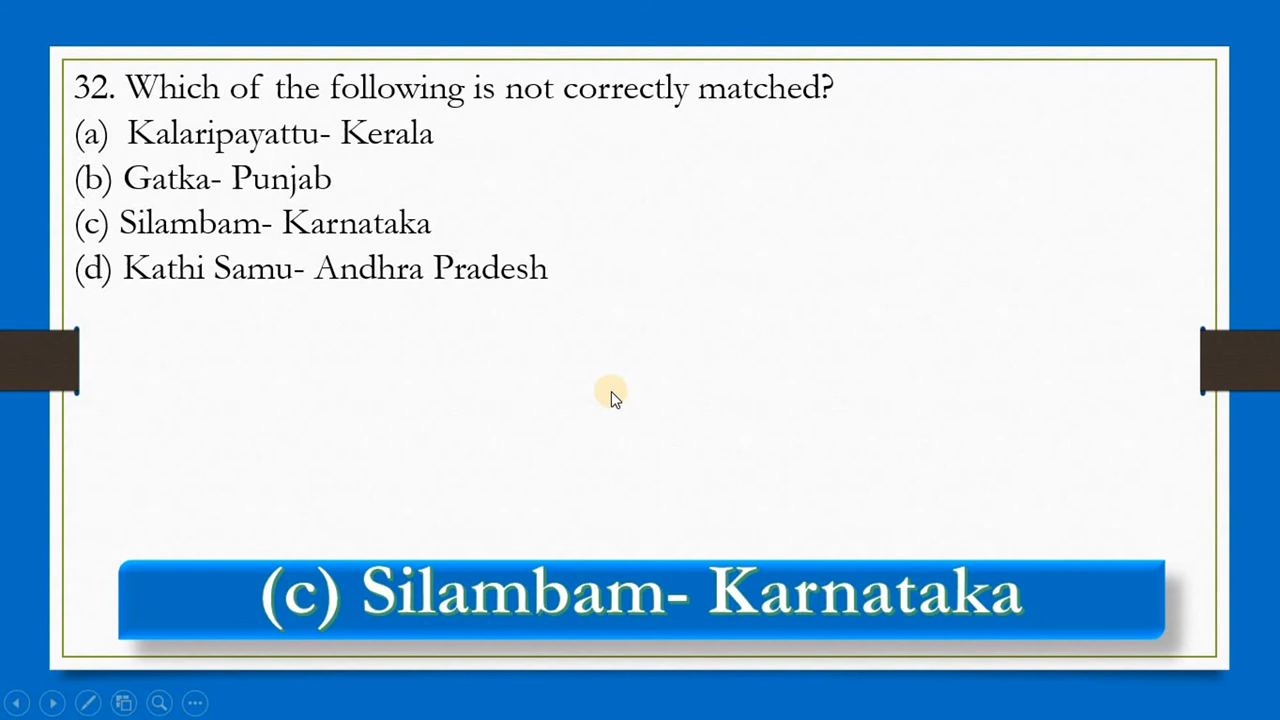 32. Which of the following is not correctly matched?
(a) Kalaripayattu- Kerala
(b) Gatka- Punjab
(c) Silambam- Karnataka
(d) Kathi Samu- Andhra Pradesh
(c) Silambam- Karnataka